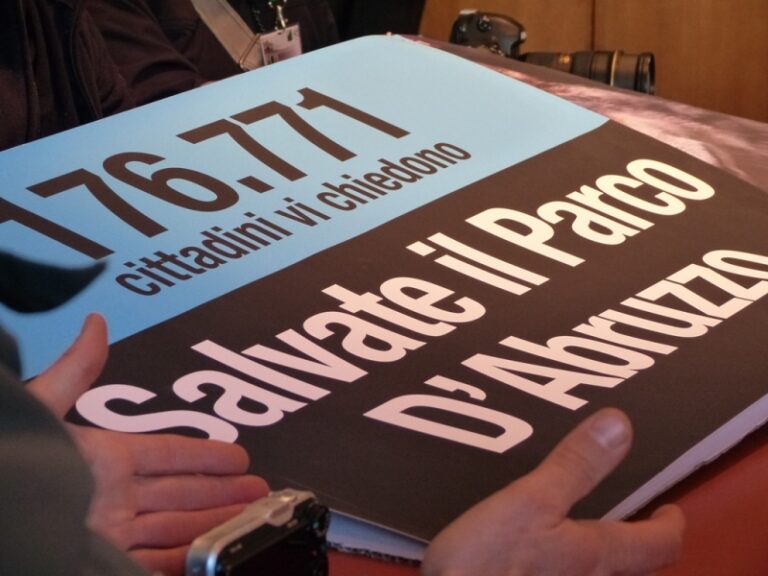 176.771
cittadini vi chiedono
Salvate il Parco
D'Abruzzo